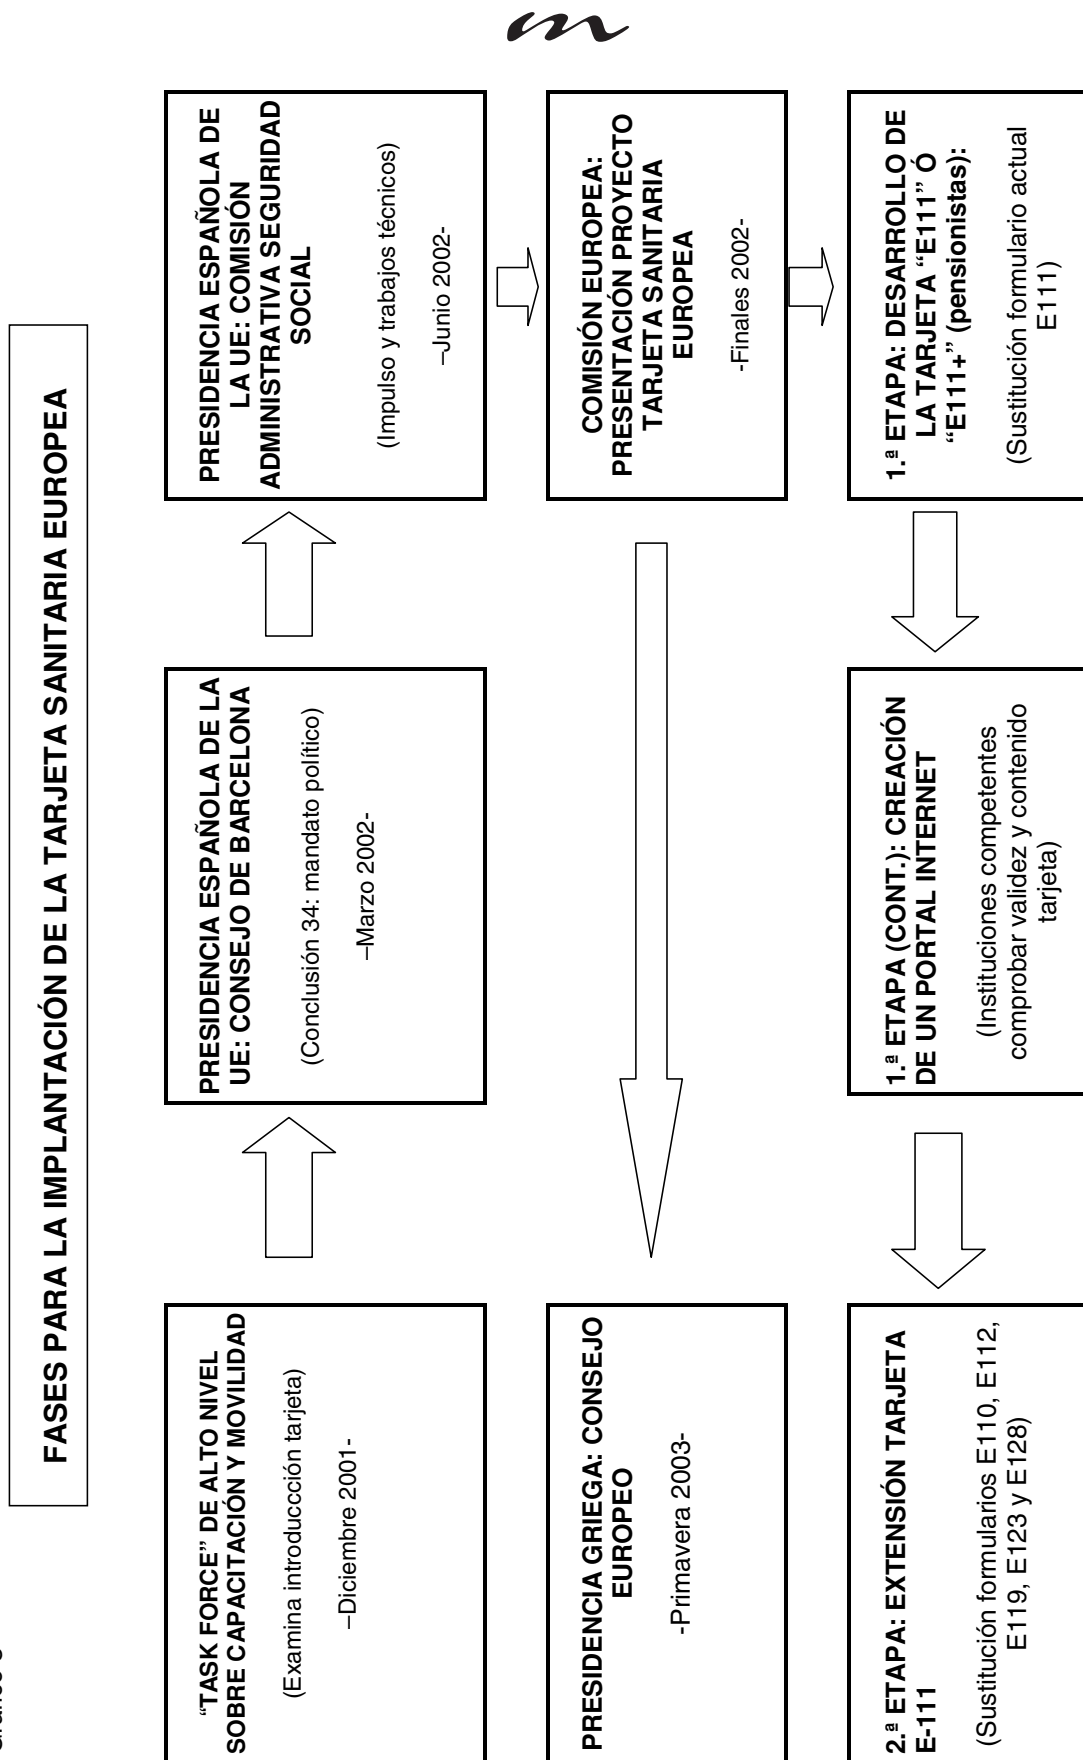 FASES PARA LA IMPLANTACIÓN DE LA TARJETA SANITARIA EUROPEA
“TASK FORCE” DE ALTO NIVEL
SOBRE CAPACITACIÓN Y MOVILIDAD
(Examina introduccción tarjeta)
–Diciembre 2001-
PRESIDENCIA ESPAÑOLA DE LA
UE: CONSEJO DE BARCELONA
(Conclusión 34: mandato político)
–Marzo 2002-
PRESIDENCIA ESPAÑOLA DE
LA UE: COMISIÓN
ADMINISTRATIVA SEGURIDAD
SOCIAL
(Impulso y trabajos técnicos)
–Junio 2002-
PRESIDENCIA GRIEGA: CONSEJO
EUROPEO
-Primavera 2003-
COMISIÓN EUROPEA:
PRESENTACIÓN PROYECTO
TARJETA SANITARIA
EUROPEA
-Finales 2002-
2.ª ETAPA: EXTENSIÓN TARJETA
E-111
(Sustitución formularios E110, E112,
E119, E123 y E128)
1.ª ETAPA (CONT.): CREACIÓN
DE UN PORTAL INTERNET
(Instituciones competentes
comprobar validez y contenido
tarjeta)
1.ª ETAPA: DESARROLLO DE
LA TARJETA “E111” Ó
“E111+” (pensionistas):
(Sustitución formulario actual
E111)